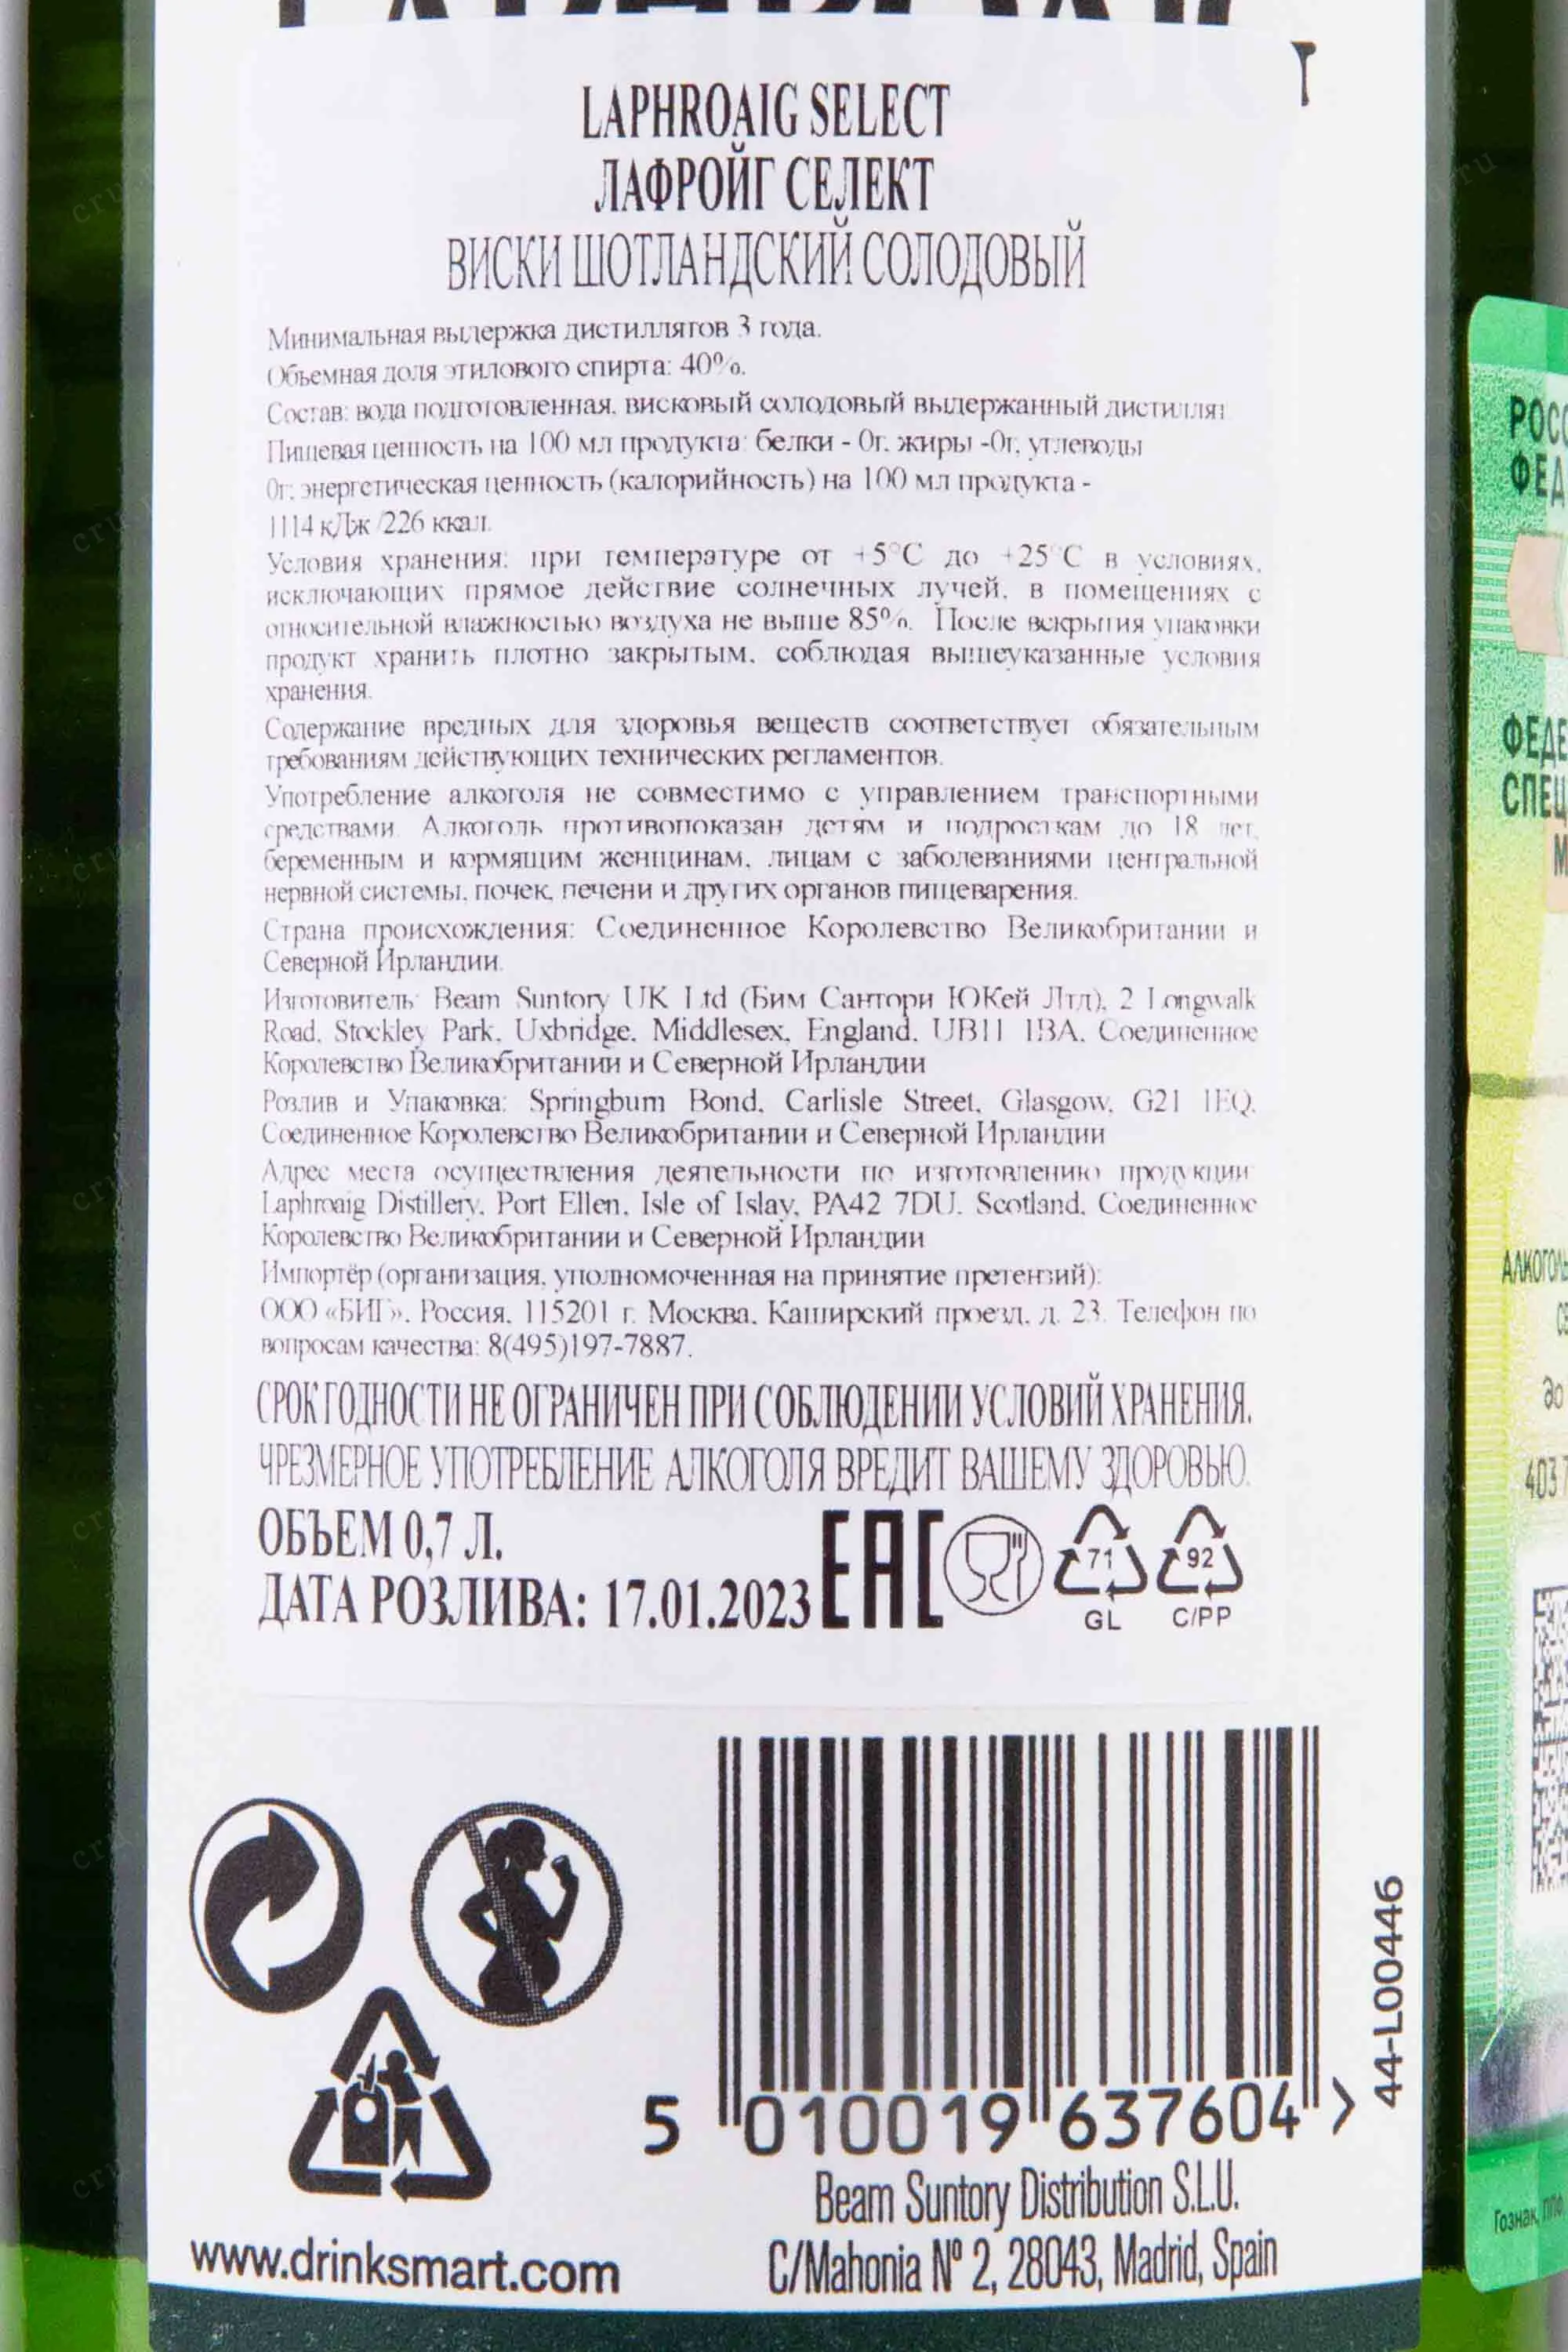 LAPHROAIG SELECT
ЛАФРОЙГ СЕЛЕКТ
ВИСКИ ШОТЛАНДСКИЙ СОЛОДОВЫЙ
Минимальная выдержка дистиллятов 3 года.
Объемная доля этилового спирта: 40%.
Состав: вода подготовленная, висковый солодовый выдержанный дистиллят
Пищевая ценность на 100 мл продукта: белки - 0г, жиры -0г, углеводы
0г; энергетическая ценность (калорийность) на 100 мл продукта -
1114 кДж /226 ккал.
Условия хранения: при температуре от +5°С до +25°С в условиях,
исключающих прямое действие солнечных лучей, в помещениях с
относительной влажностью воздуха не выше 85%. После вскрытия упаковки
продукт хранить плотно закрытым, соблюдая вышеуказанные условия
хранения.
Содержание вредных для здоровья веществ соответствует обязательным
требованиям действующих технических регламентов.
Употребление алкоголя не совместимо с управлением транспортными
средствами. Алкоголь противопоказан детям и подросткам до 18 лет,
беременным и кормящим женщинам, лицам с заболеваниями центральной
нервной системы, почек, печени и других органов пищеварения.
Страна происхождения: Соединенное Королевство Великобритании и
Северной Ирландии.
Изготовитель: Beam Suntory UK Ltd (Бим Сантори ЮКей Лтд), 2 Longwalk
Road, Stockley Park, Uxbridge, Middlesex, England, UB11 1BA, Соединенное
Королевство Великобритании и Северной Ирландии
Розлив и Упаковка: Springburn Bond, Carlisle Street, Glasgow, G21 1EQ,
Соединенное Королевство Великобритании и Северной Ирландии
Адрес места осуществления деятельности по изготовлению продукции
Laphroaig Distillery, Port Ellen, Isle of Islay, PA42 7DU, Scotland, Соединенное
Королевство Великобритании и Северной Ирландии
Импортёр (организация, уполномоченная на принятие претензий):
ООО «БИГ», Россия, 115201 г. Москва, Каширский проезд, д. 23. Телефон по
вопросам качества: 8(495)197-7887.
СРОК ГОДНОСТИ НЕ ОГРАНИЧЕН ПРИ СОБЛЮДЕНИИ УСЛОВИЙ ХРАНЕНИЯ.
ЧРЕЗМЕРНОЕ УПОТРЕБЛЕНИЕ АЛКОГОЛЯ ВРЕДИТ ВАШЕМУ ЗДОРОВЬЮ.
ОБЪЕМ 0,7 Л.
ДАТА РОЗЛИВА: 17.01.2023
EAC
71
GL
92
C/PP
5 010019 637604 >
44-L00446
Beam Suntory Distribution S.L.U.
C/Mahonia Nº 2, 28043, Madrid, Spain
www.drinksmart.com
Гознак,